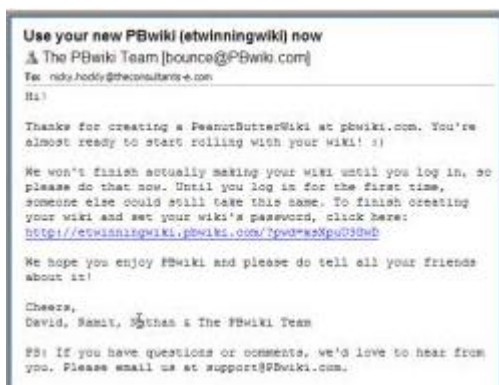 Use your new PBwiki (etwinningwiki) now
The PBwiki Team [bounce@PBwiki.com]
To: nicky.hockly@theconsultants-e.com
Hi!
Thanks for creating a PeanutButterWiki at pbwiki.com. You're
almost ready to start rolling with your wiki! :)
We won't finish actually making your wiki until you log in, so
please do that now. Until you log in for the first time,
someone else could still take this name. To finish creating
your wiki and set your wiki's password, click here:
We hope you enjoy PBwiki and please do tell all your friends
about it!
Cheers,
David, Ramit, Nathan & The PBwiki Team
PS: If you have questions or comments, we'd love to hear from
you. Please email us at support@PBwiki.com.